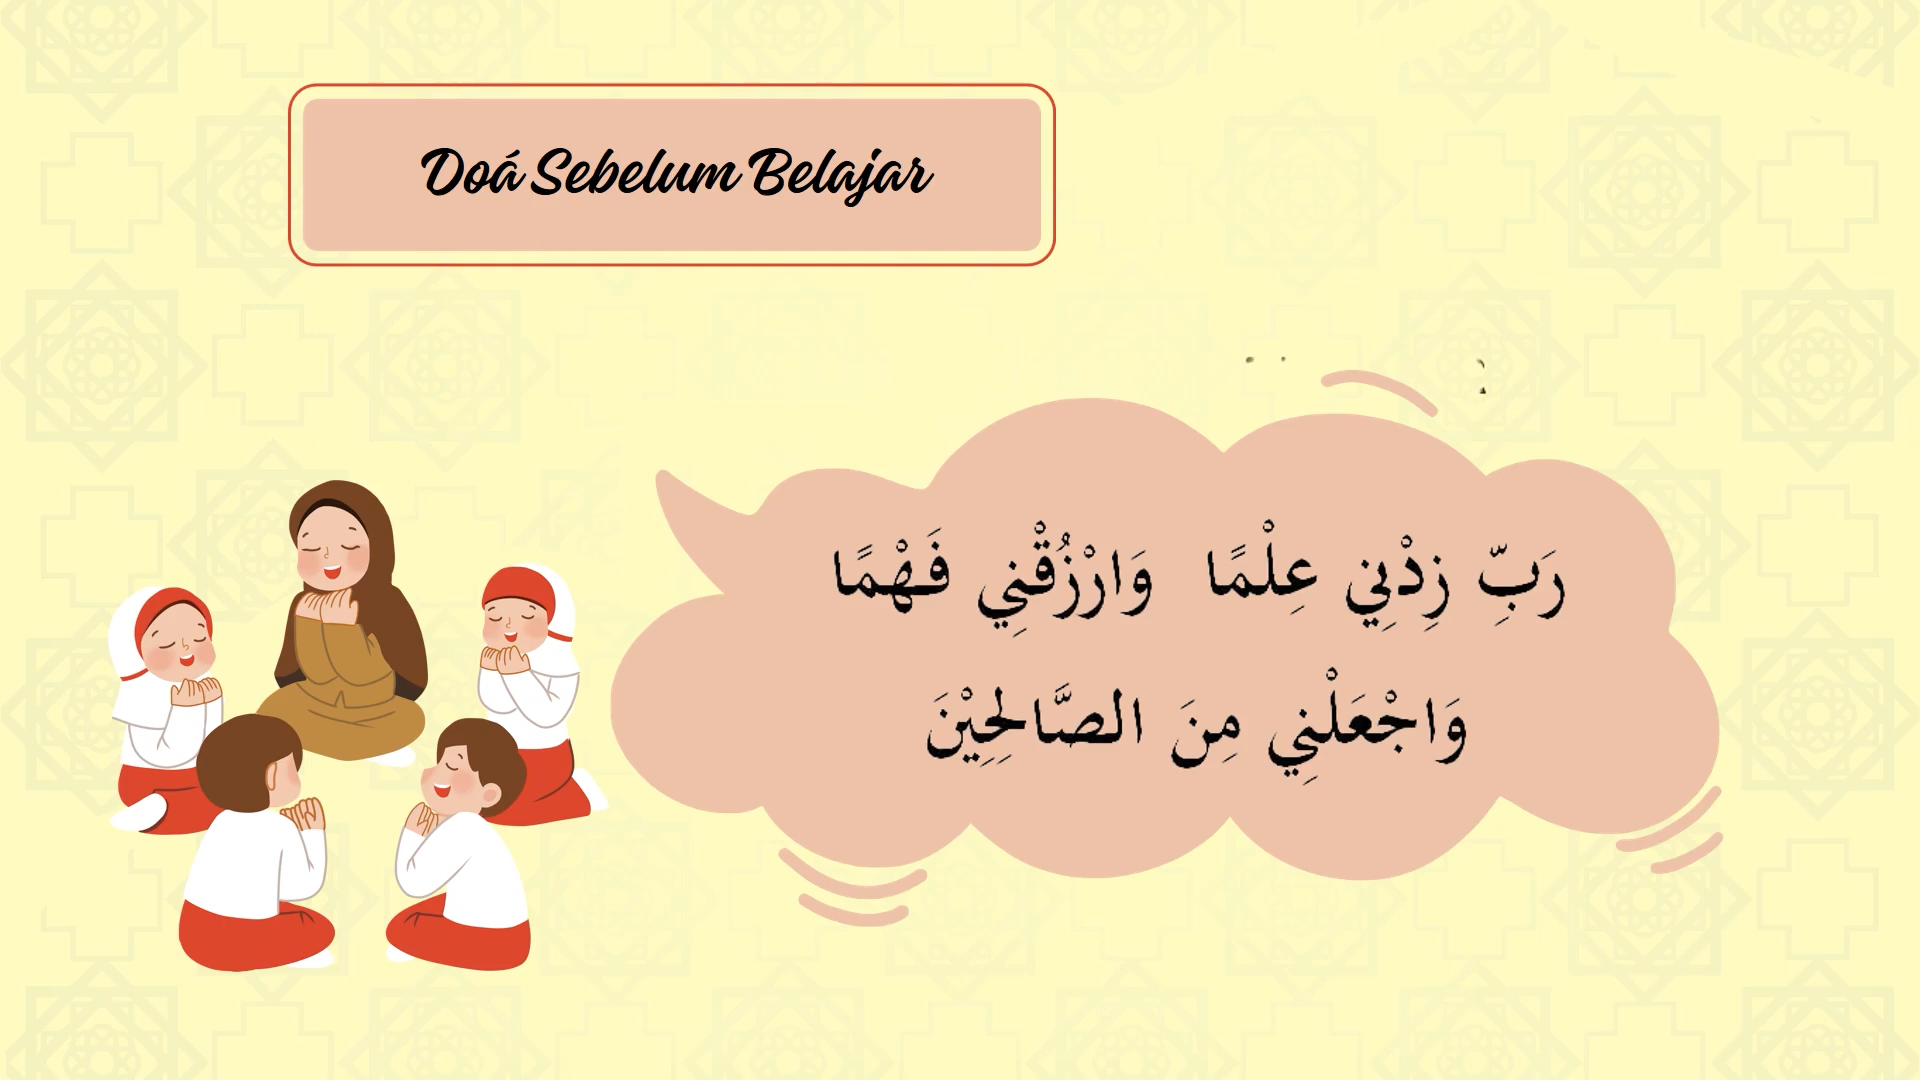 Doá Sebelum Belajar
رَبِّ زِدْنِي عِلْمًا وَارْزُقْنِي فَهْمًا
وَاجْعَلْنِي مِنَ الصَّالِحِيْنَ